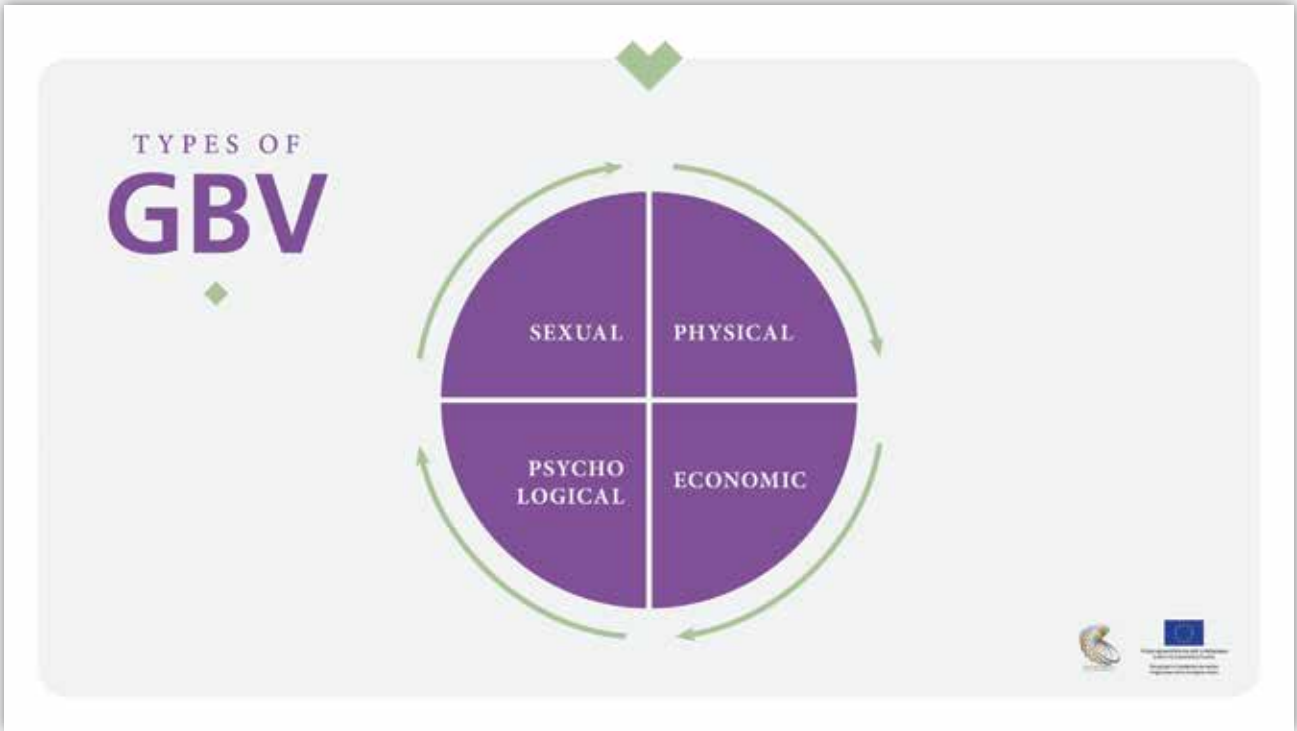 TYPES OF
GBV
SEXUAL
PHYSICAL
PSYCHO
LOGICAL
ECONOMIC